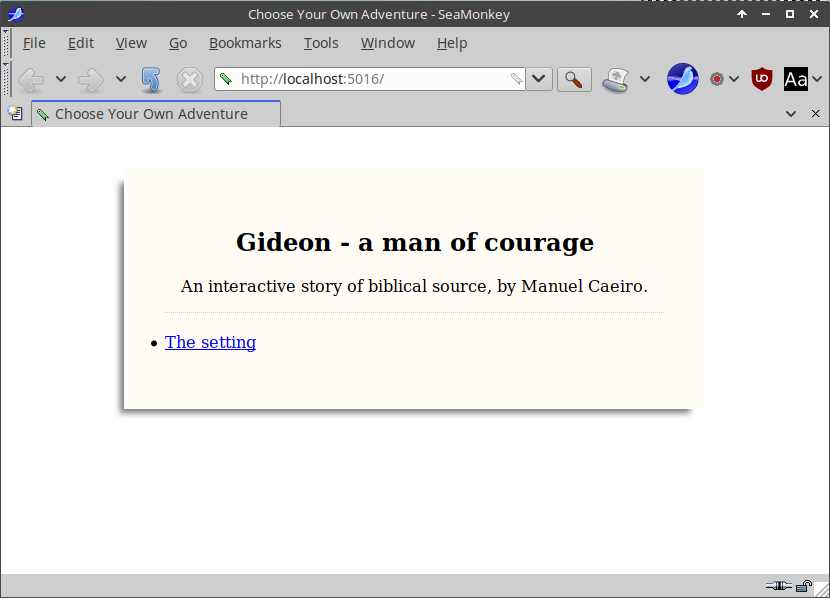 Choose Your Own Adventure - SeaMonkey
File Edit View Go Bookmarks Tools Window Help
http://localhost:5016/
UO Aa
Choose Your Own Adventure
Gideon - a man of courage
An interactive story of biblical source, by Manuel Caeiro.
• The setting